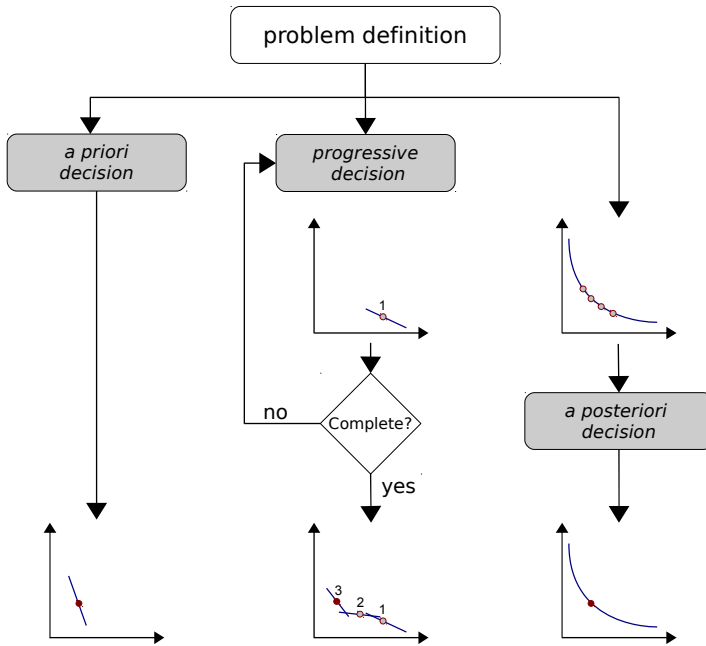 problem definition
a priori
decision
progressive
decision
1
no
Complete?
a posteriori
decision
yes
3
2
1